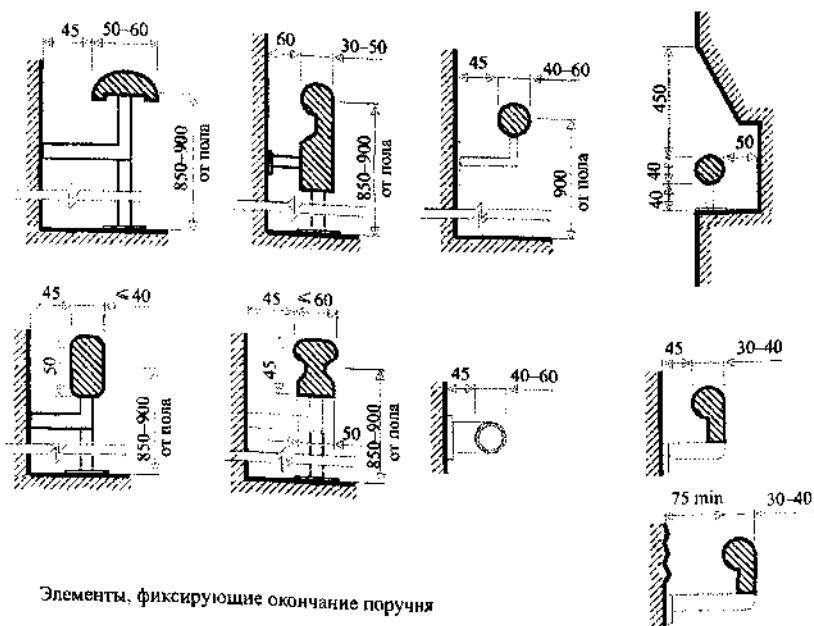 45 50–60
850–900
от пола
60 30–50
850–900
от пола
45 40–60
900
от пола
450
50
40
40
45 ⩽ 40
50
850–900
от пола
45 ⩽ 60
45
50
850–900
от пола
45 40–60
45 30–40
75 min 30–40
Элементы, фиксирующие окончание поручня